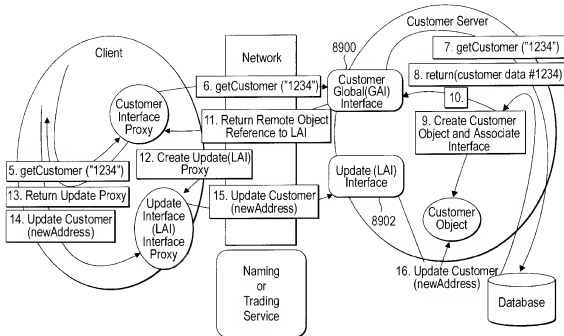 Client
Network
Customer Server
8900
7. getCustomer ("1234")
6. getCustomer ("1234")
8. return(customer data #1234)
Customer
Global(GAI)
Interface
10.
Customer
Interface
Proxy
11. Return Remote Object
Reference to LAI
9. Create Customer
Object and Associate
Interface
12. Create Update(LAI)
Proxy
5. getCustomer ("1234")
13. Return Update Proxy
14. Update Customer
(newAddress)
Update
Interface
(LAI)
Interface
Proxy
15. Update Customer
(newAddress)
Update (LAI)
Interface
8902
Customer
Object
16. Update Customer
(newAddress)
Naming
or
Trading
Service
Database